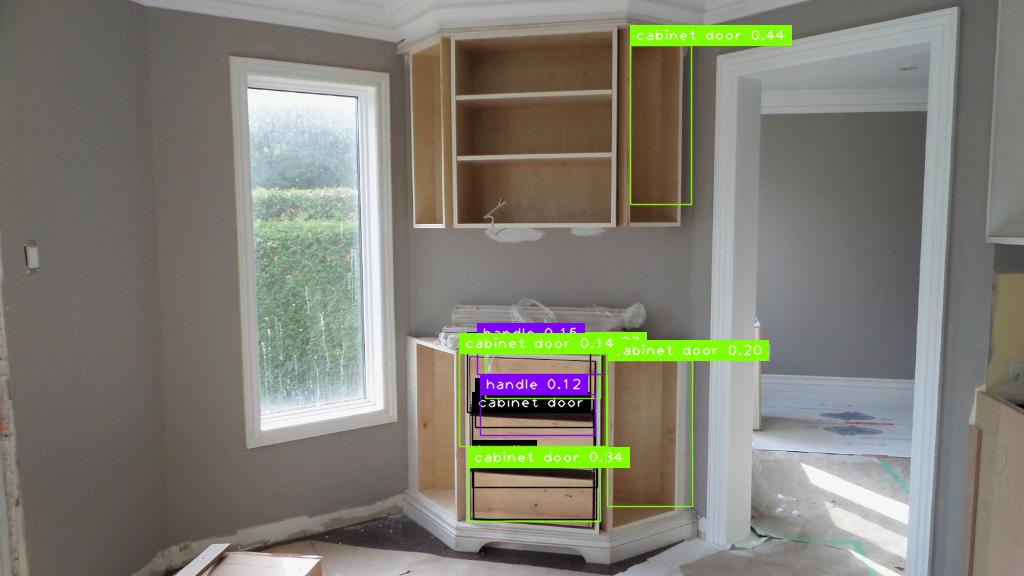 cabinet door 0.44
handle 0.15
cabinet door 0.14
abinet door 0.20
handle 0.12
cabinet door
cabinet door 0.34